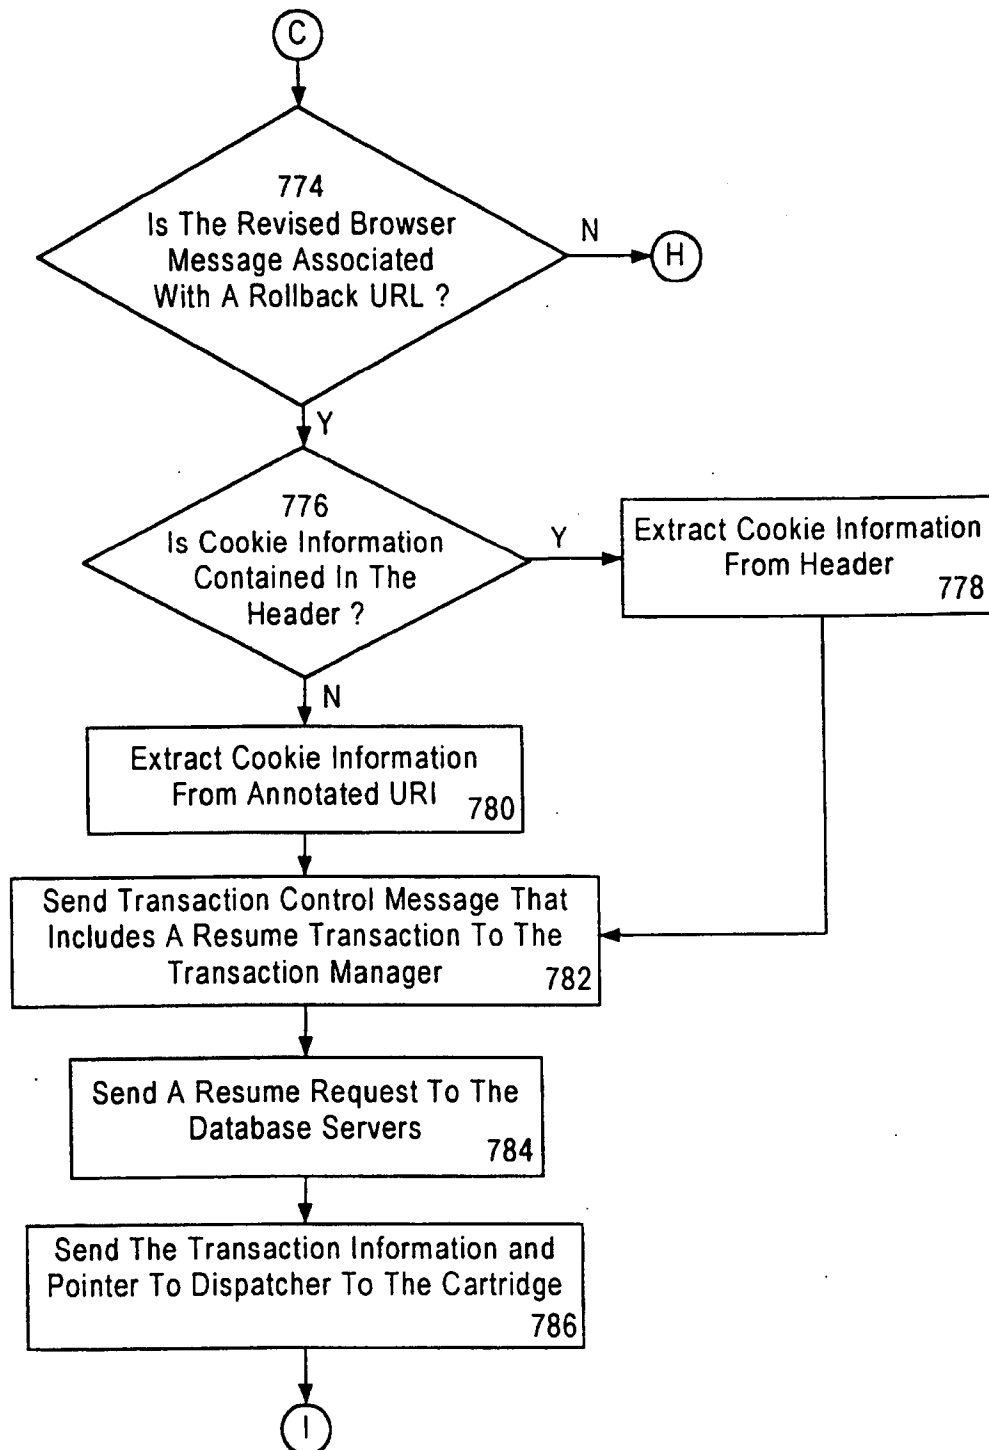 C
774
Is The Revised Browser
Message Associated
With A Rollback URL ?
N
H
Y
776
Is Cookie Information
Contained In The
Header ?
Y
Extract Cookie Information
From Header
778
N
Extract Cookie Information
From Annotated URI
780
Send Transaction Control Message That
Includes A Resume Transaction To The
Transaction Manager
782
Send A Resume Request To The
Database Servers
784
Send The Transaction Information and
Pointer To Dispatcher To The Cartridge
786
I